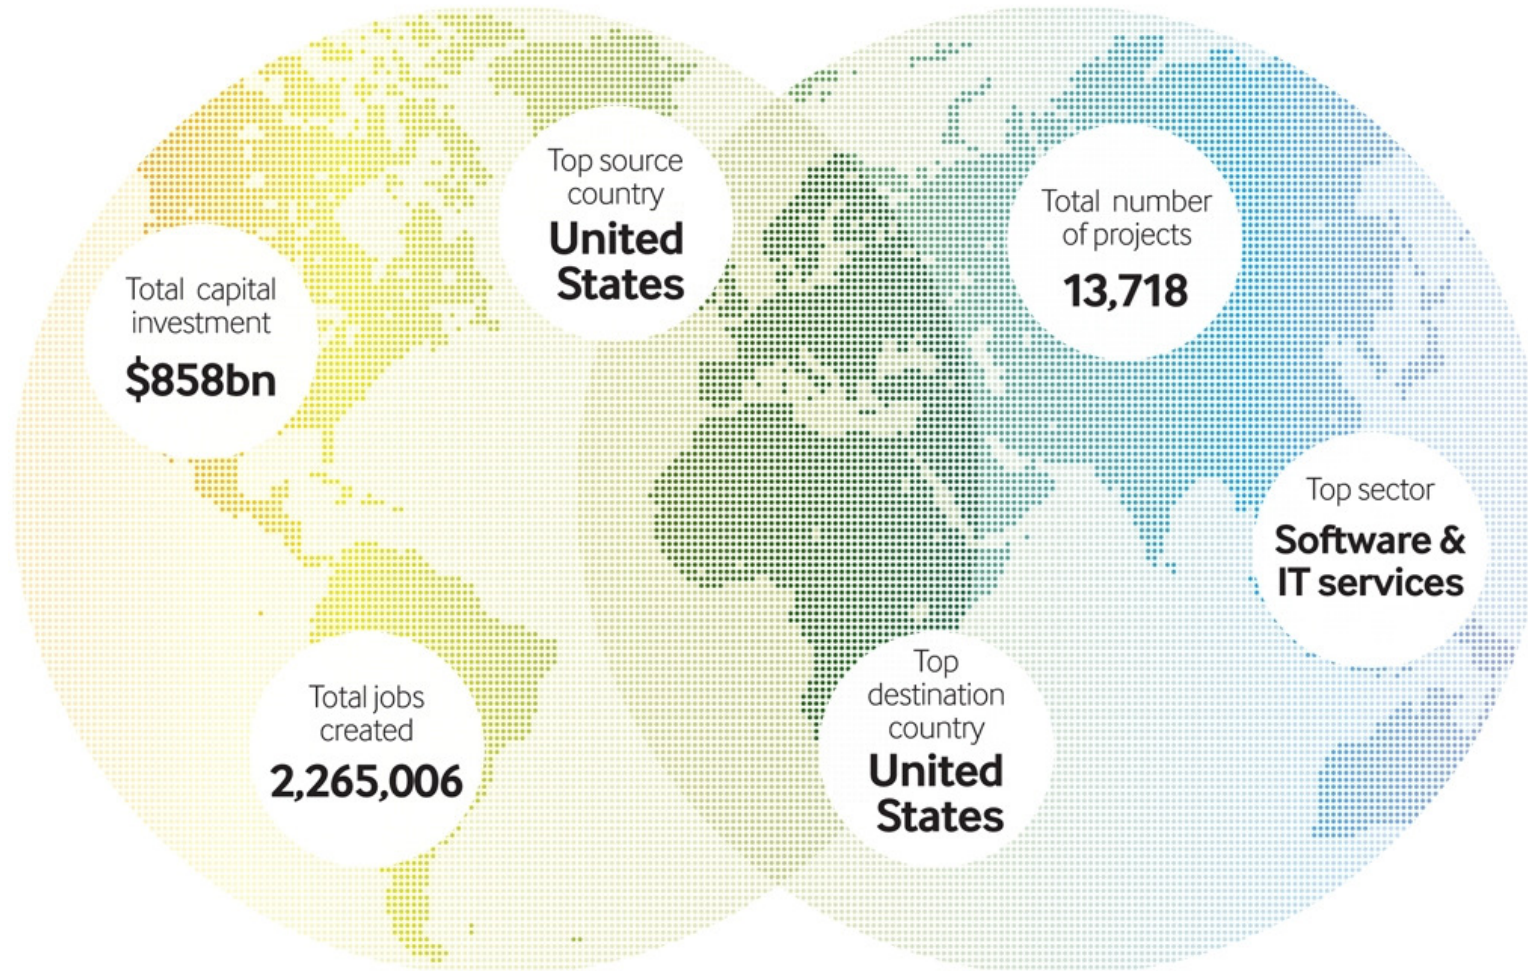 Top source
country
United
States
Total number
of projects
13,718
Total capital
investment
$858bn
Top sector
Software &
IT services
Total jobs
created
2,265,006
Top
destination
country
United
States